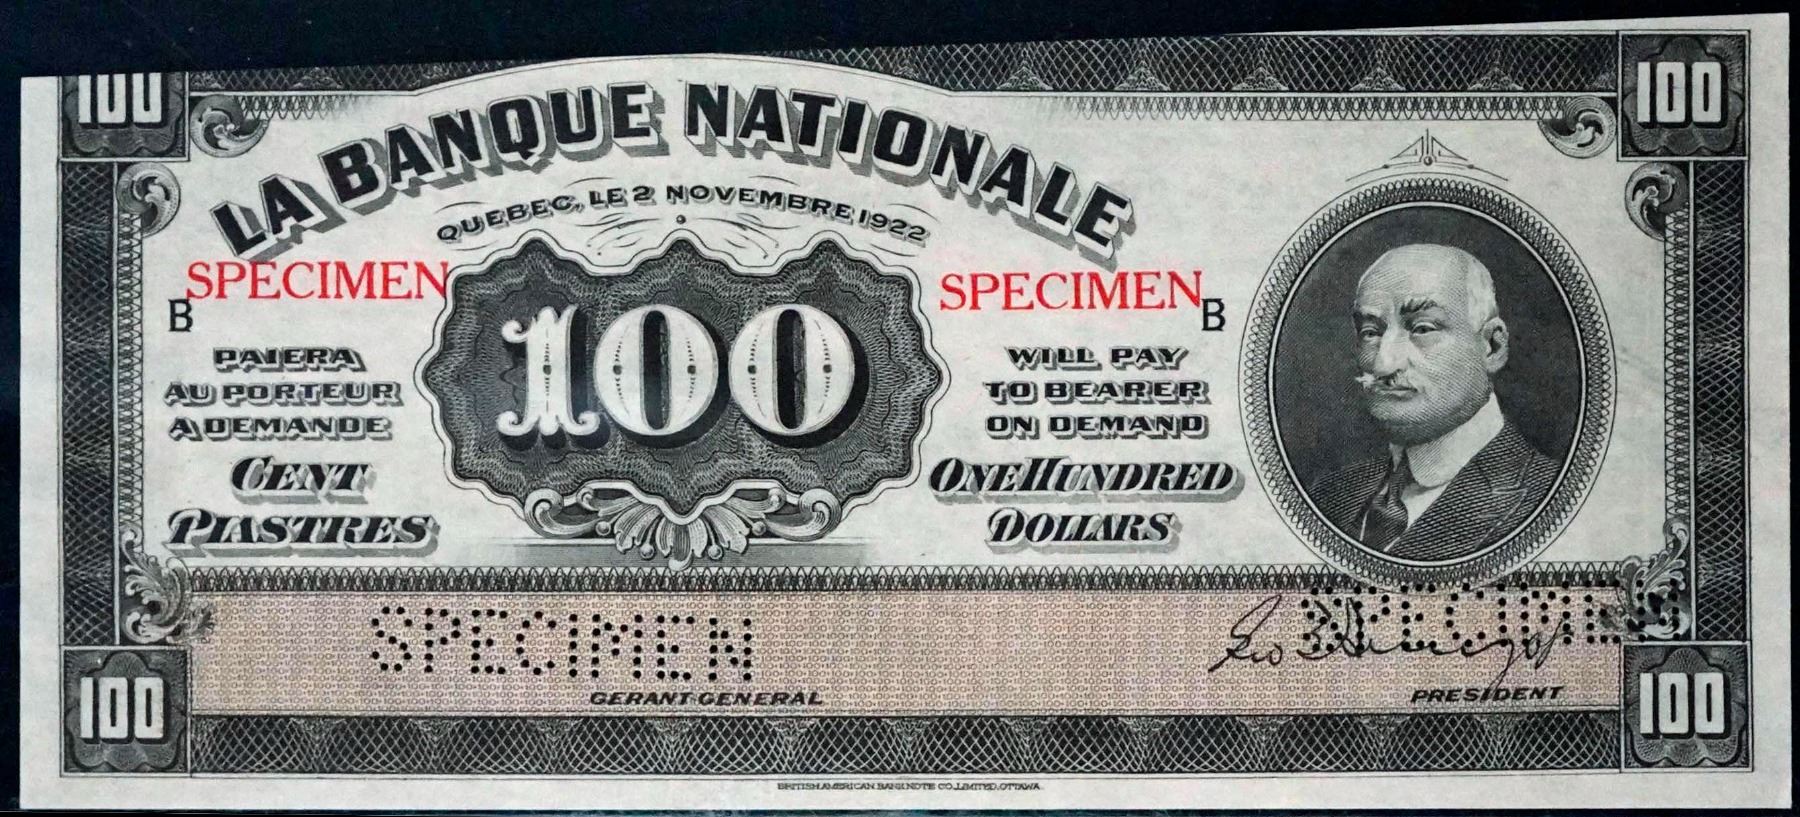 100
100
LA BANQUE NATIONALE
QUEBEC, LE 2 NOVEMBRE 1922
SPECIMEN
SPECIMEN
B
B
100
PAIERA
AU PORTEUR
A DEMANDE
CENT
PIASTRES
WILL PAY
TO BEARER
ON DEMAND
ONE HUNDRED
DOLLARS
SPECIMEN
SPECIMEN
GERANT-GENERAL
PRESIDENT
100
100
BRITISH AMERICAN BANK NOTE CO., LIMITED, OTTAWA